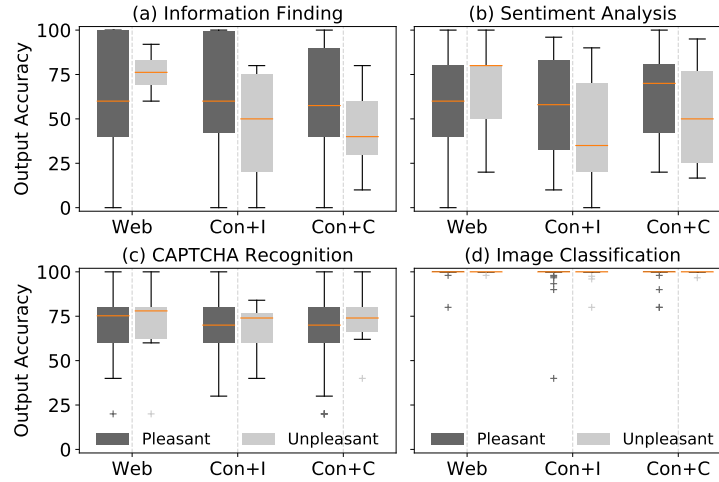 (a) Information Finding
(b) Sentiment Analysis
Output Accuracy
100
75
50
25
0
Web Con+I Con+C
Web Con+I Con+C
(c) CAPTCHA Recognition
(d) Image Classification
Output Accuracy
100
75
50
25
0
Pleasant Unpleasant
Pleasant Unpleasant
Web Con+I Con+C
Web Con+I Con+C